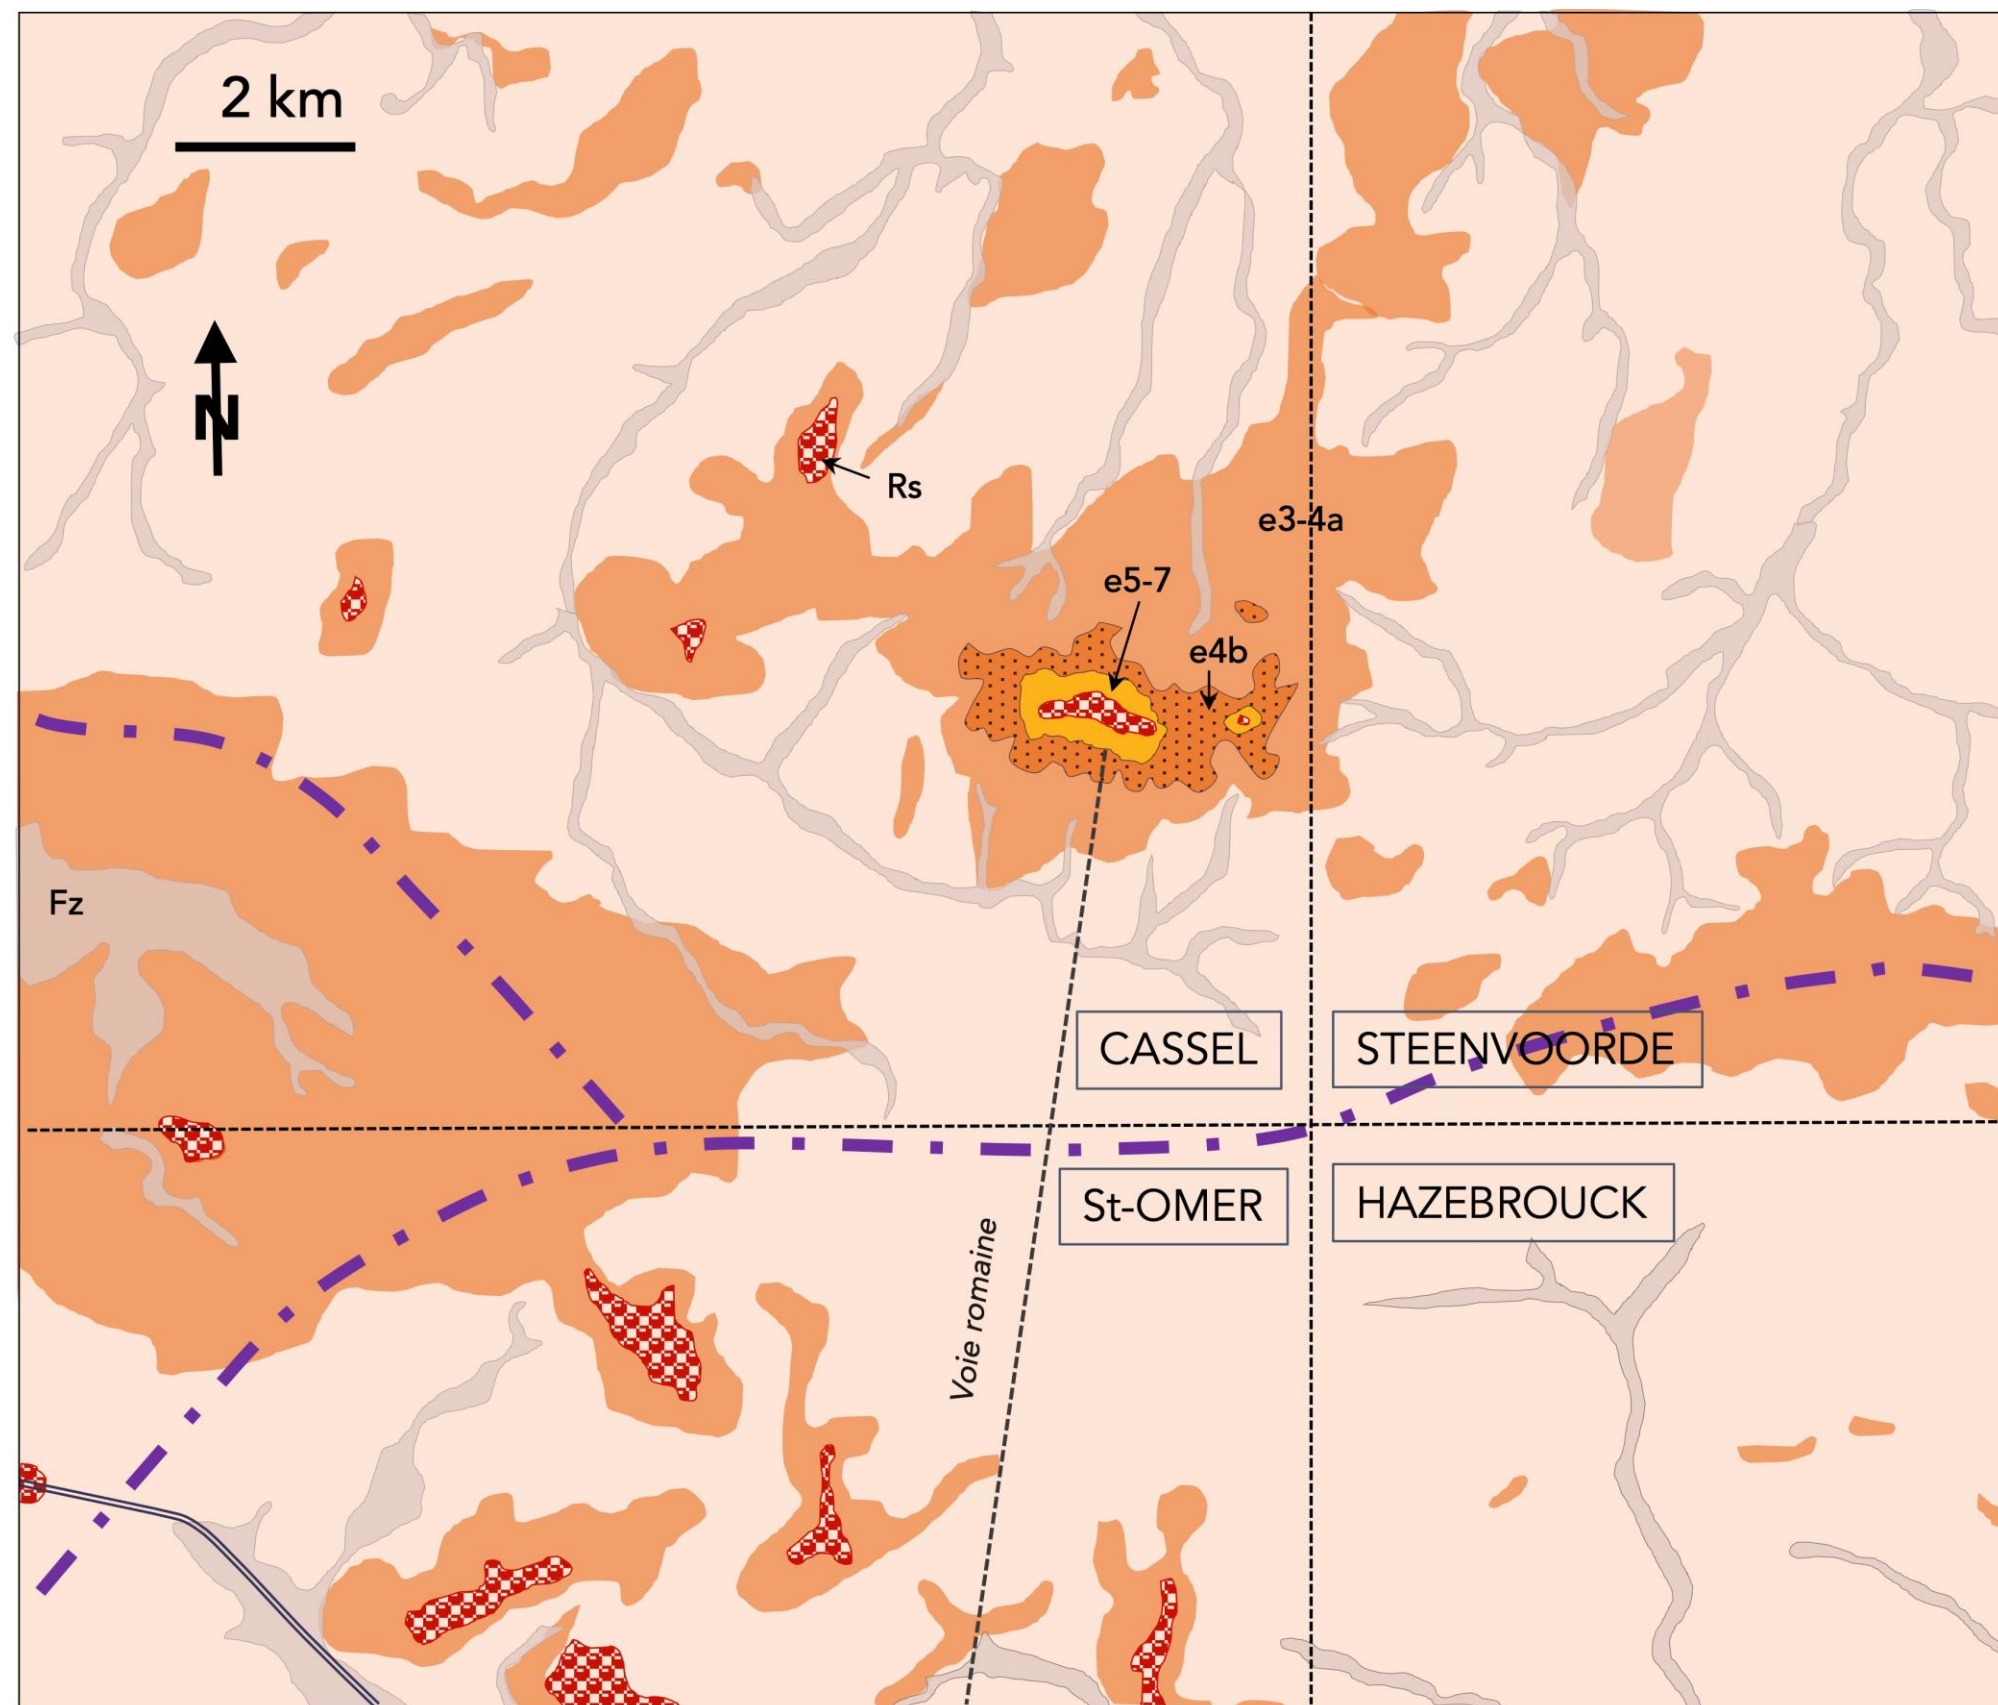 2 km
N
Rs
e3-4a
e5-7
e4b
Fz
CASSEL
STEENVOORDE
St-OMER
HAZEBROUCK
Voie romaine